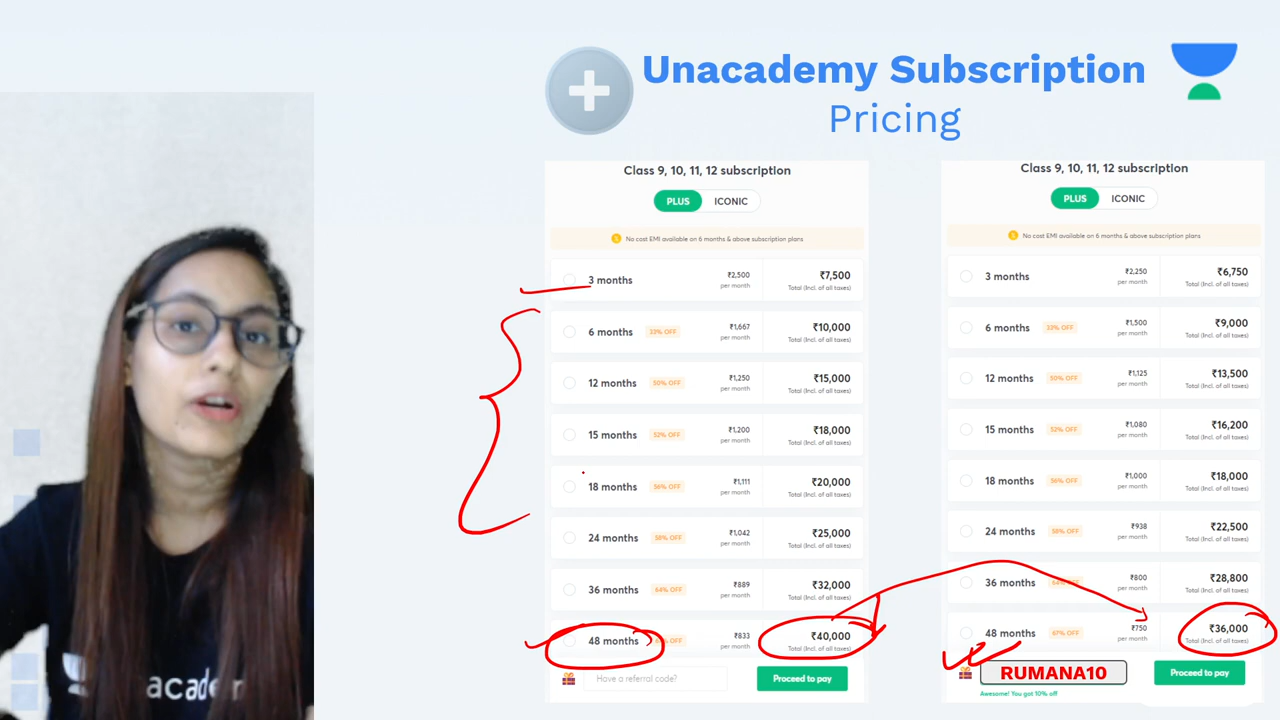 Unacademy Subscription
Pricing
Class 9, 10, 11, 12 subscription
PLUS ICONIC
No cost EMI available on 6 months & above subscription plans
3 months ₹2,500 per month ₹7,500 Total (Incl. of all taxes)
6 months 33% OFF ₹1,667 per month ₹10,000 Total (Incl. of all taxes)
12 months 50% OFF ₹1,250 per month ₹15,000 Total (Incl. of all taxes)
15 months 52% OFF ₹1,200 per month ₹18,000 Total (Incl. of all taxes)
18 months 56% OFF ₹1,111 per month ₹20,000 Total (Incl. of all taxes)
24 months 58% OFF ₹1,042 per month ₹25,000 Total (Incl. of all taxes)
36 months 64% OFF ₹889 per month ₹32,000 Total (Incl. of all taxes)
48 months OFF ₹833 per month ₹40,000 Total (Incl. of all taxes)
Have a referral code? Proceed to pay
Class 9, 10, 11, 12 subscription
PLUS ICONIC
No cost EMI available on 6 months & above subscription plans
3 months ₹2,250 per month ₹6,750 Total (Incl. of all taxes)
6 months 33% OFF ₹1,500 per month ₹9,000 Total (Incl. of all taxes)
12 months 50% OFF ₹1,125 per month ₹13,500 Total (Incl. of all taxes)
15 months 52% OFF ₹1,080 per month ₹16,200 Total (Incl. of all taxes)
18 months 56% OFF ₹1,000 per month ₹18,000 Total (Incl. of all taxes)
24 months 58% OFF ₹938 per month ₹22,500 Total (Incl. of all taxes)
36 months 64% OFF ₹800 per month ₹28,800 Total (Incl. of all taxes)
48 months 67% OFF ₹750 per month ₹36,000 Total (Incl. of all taxes)
RUMANA10 Proceed to pay
Awesome! You got 10% off
acade